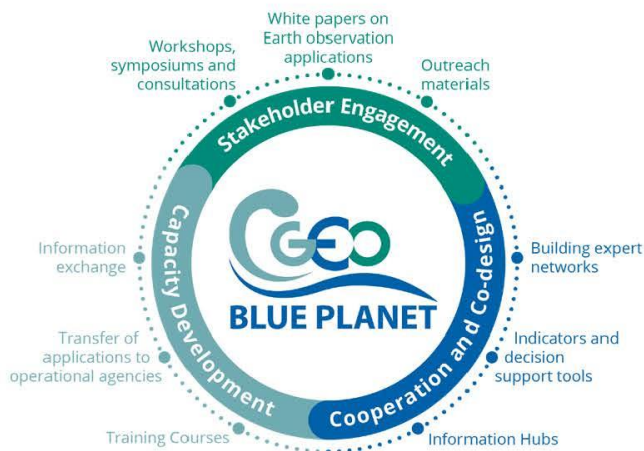 White papers on
Earth observation
applications
Workshops,
symposiums and
consultations
Outreach
materials
Stakeholder Engagement
Capacity Development
Cooperation and Co-design
GEO
BLUE PLANET
Information
exchange
Building expert
networks
Transfer of
applications to
operational agencies
Indicators and
decision
support tools
Training Courses
Information Hubs